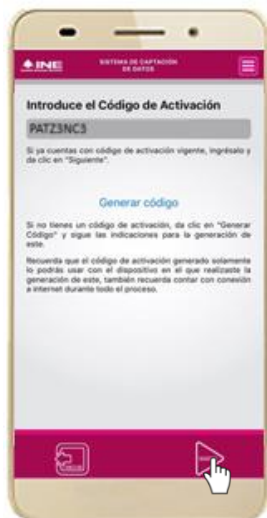 INE
SISTEMA DE CAPTACIÓN
DE DATOS
Introduce el Código de Activación
PATZ3NC3
Si ya cuentas con código de activación vigente, ingrésalo y
da clic en "Siguiente".
Generar código
Si no tienes un código de activación, da clic en "Generar
Código" y sigue las indicaciones para la generación de
este.
Recuerda que el código de activación generado solamente
lo podrás usar con el dispositivo en el que realizaste la
generación de este, también recuerda contar con conexión
a internet durante todo el proceso.